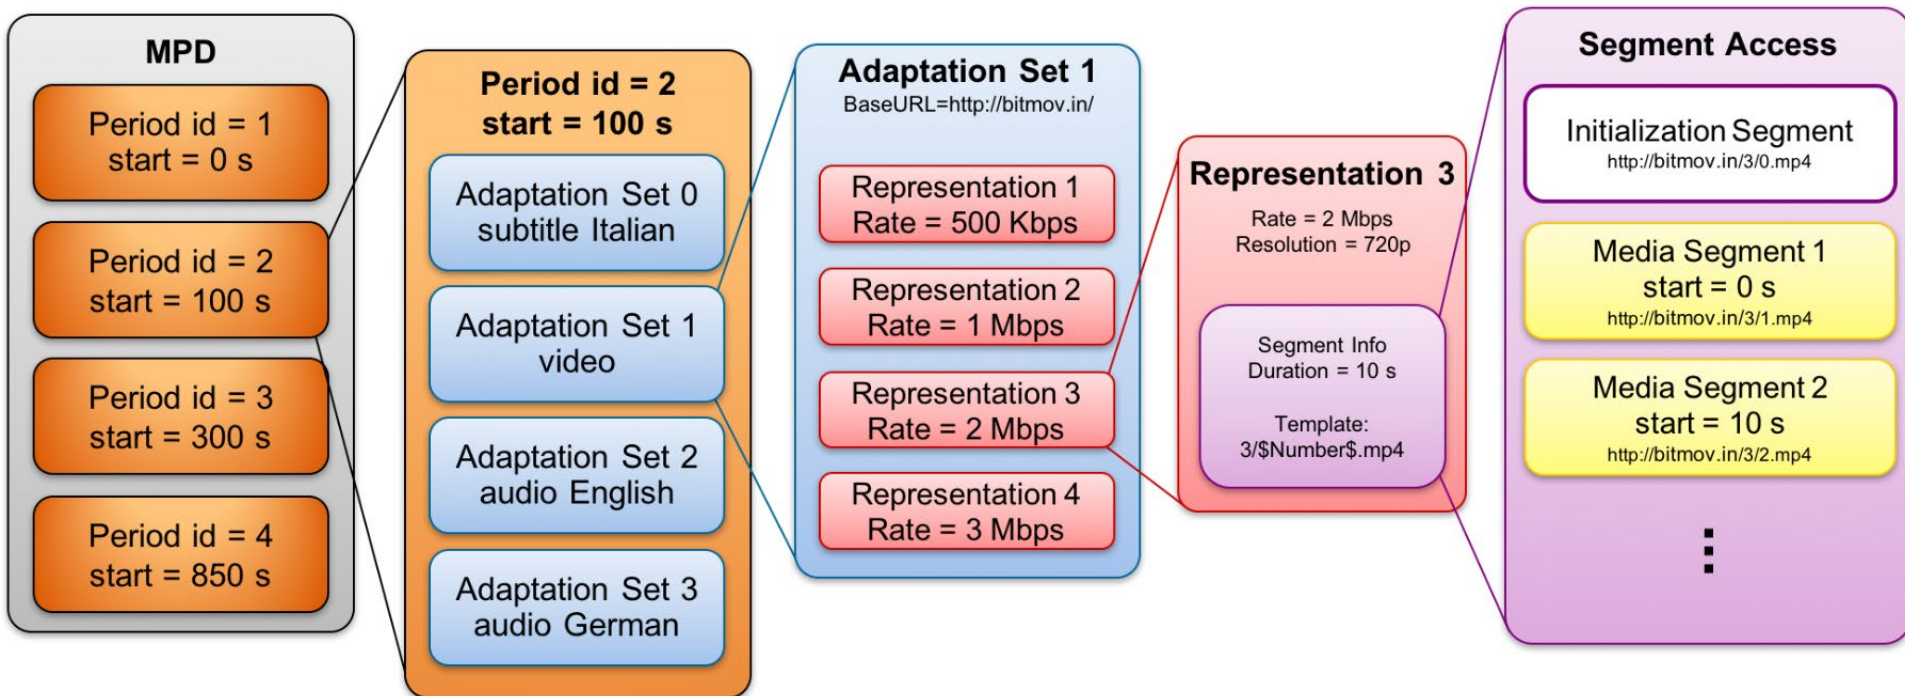 MPD
Period id = 1
start = 0 s
Period id = 2
start = 100 s
Period id = 3
start = 300 s
Period id = 4
start = 850 s
Period id = 2
start = 100 s
Adaptation Set 0
subtitle Italian
Adaptation Set 1
video
Adaptation Set 2
audio English
Adaptation Set 3
audio German
Adaptation Set 1
BaseURL=http://bitmov.in/
Representation 1
Rate = 500 Kbps
Representation 2
Rate = 1 Mbps
Representation 3
Rate = 2 Mbps
Representation 4
Rate = 3 Mbps
Representation 3
Rate = 2 Mbps
Resolution = 720p
Segment Info
Duration = 10 s
Template:
3/$Number$.mp4
Segment Access
Initialization Segment
http://bitmov.in/3/0.mp4
Media Segment 1
start = 0 s
http://bitmov.in/3/1.mp4
Media Segment 2
start = 10 s
http://bitmov.in/3/2.mp4